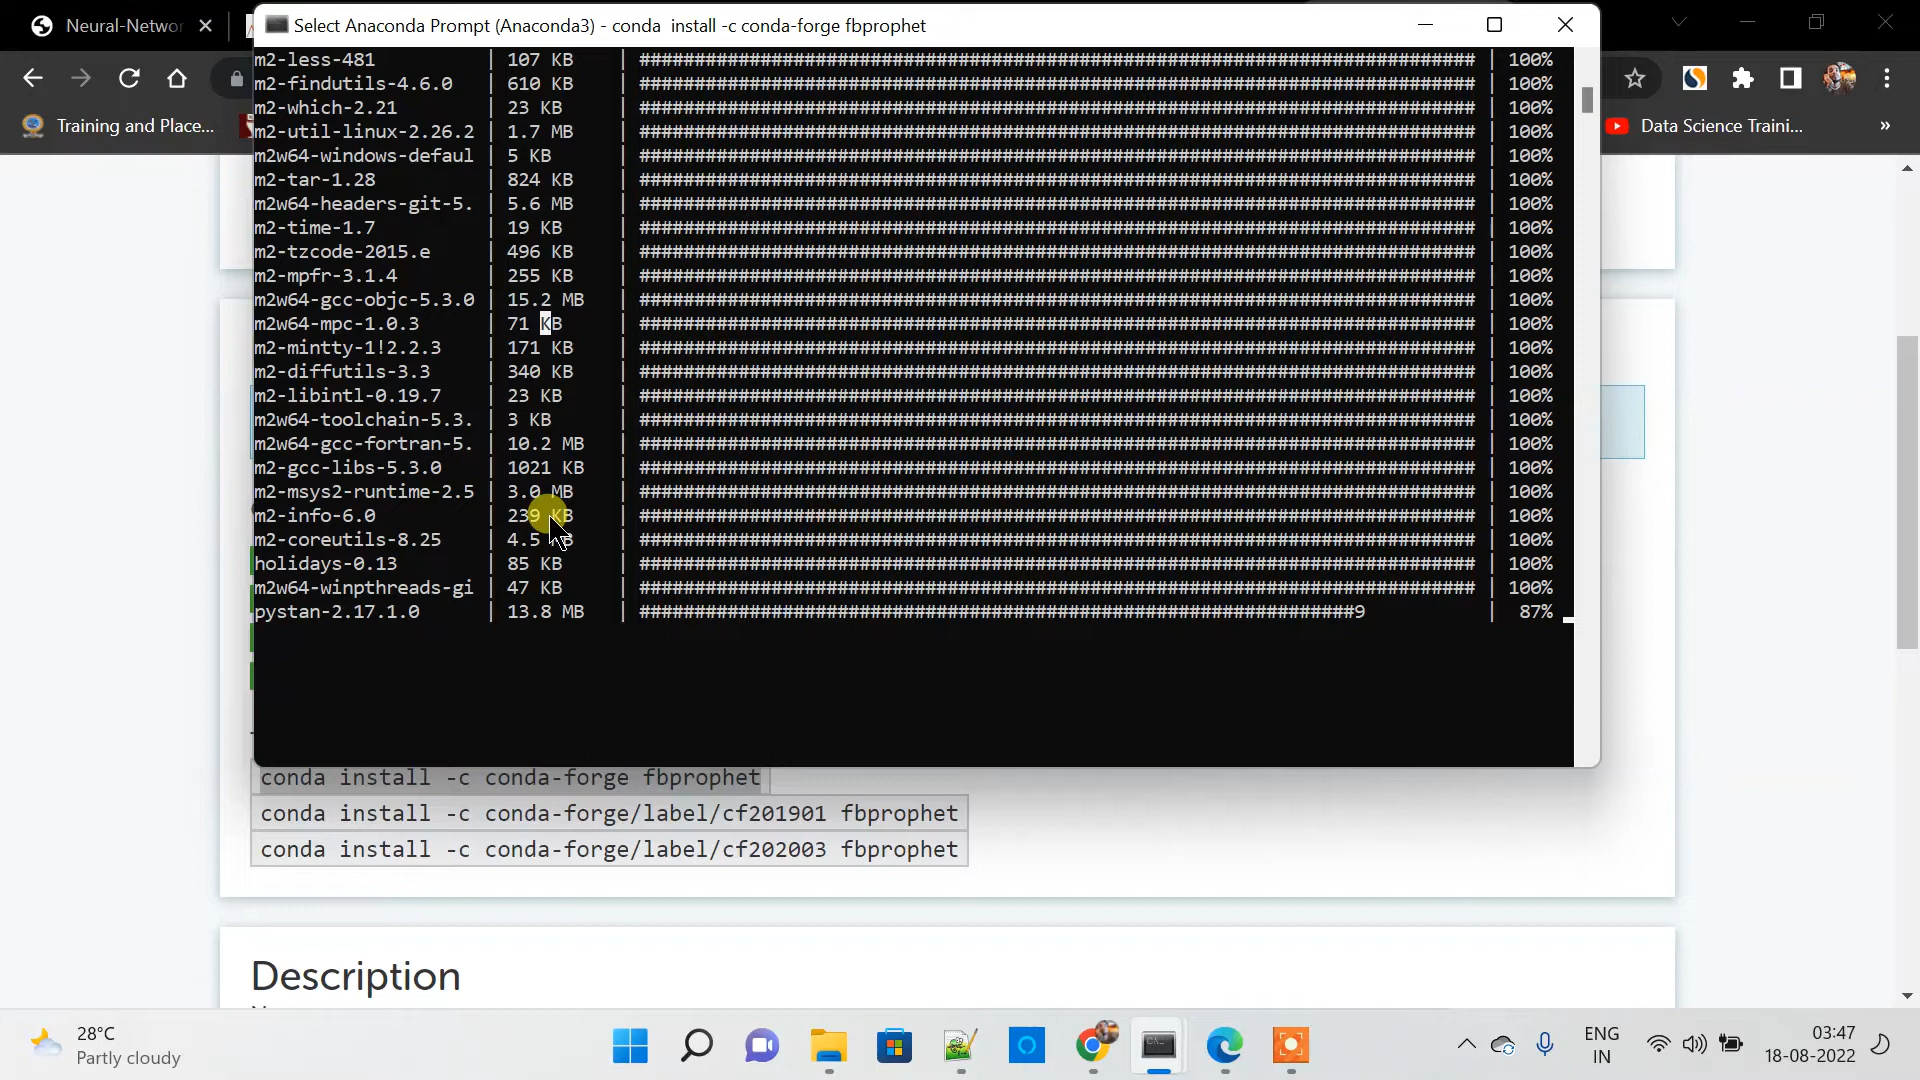 Neural-Networ
Select Anaconda Prompt (Anaconda3) - conda  install -c conda-forge fbprophet
Training and Place...
Data Science Traini...
»
m2-less-481 | 107 KB | ########################################################################### | 100%
m2-findutils-4.6.0 | 610 KB | ########################################################################### | 100%
m2-which-2.21 | 23 KB | ########################################################################### | 100%
m2-util-linux-2.26.2 | 1.7 MB | ########################################################################### | 100%
m2w64-windows-defaul | 5 KB | ########################################################################### | 100%
m2-tar-1.28 | 824 KB | ########################################################################### | 100%
m2w64-headers-git-5. | 5.6 MB | ########################################################################### | 100%
m2-time-1.7 | 19 KB | ########################################################################### | 100%
m2-tzcode-2015.e | 496 KB | ########################################################################### | 100%
m2-mpfr-3.1.4 | 255 KB | ########################################################################### | 100%
m2w64-gcc-objc-5.3.0 | 15.2 MB | ########################################################################### | 100%
m2w64-mpc-1.0.3 | 71 KB | ########################################################################### | 100%
m2-mintty-1!2.2.3 | 171 KB | ########################################################################### | 100%
m2-diffutils-3.3 | 340 KB | ########################################################################### | 100%
m2-libintl-0.19.7 | 23 KB | ########################################################################### | 100%
m2w64-toolchain-5.3. | 3 KB | ########################################################################### | 100%
m2w64-gcc-fortran-5. | 10.2 MB | ########################################################################### | 100%
m2-gcc-libs-5.3.0 | 1021 KB | ########################################################################### | 100%
m2-msys2-runtime-2.5 | 3.0 MB | ########################################################################### | 100%
m2-info-6.0 | 239 KB | ########################################################################### | 100%
m2-coreutils-8.25 | 4.5 MB | ########################################################################### | 100%
holidays-0.13 | 85 KB | ########################################################################### | 100%
m2w64-winpthreads-gi | 47 KB | ########################################################################### | 100%
pystan-2.17.1.0 | 13.8 MB | ################################################################9 | 87%
conda install -c conda-forge fbprophet
conda install -c conda-forge/label/cf201901 fbprophet
conda install -c conda-forge/label/cf202003 fbprophet
Description
28°C
Partly cloudy
ENG
IN
03:47
18-08-2022